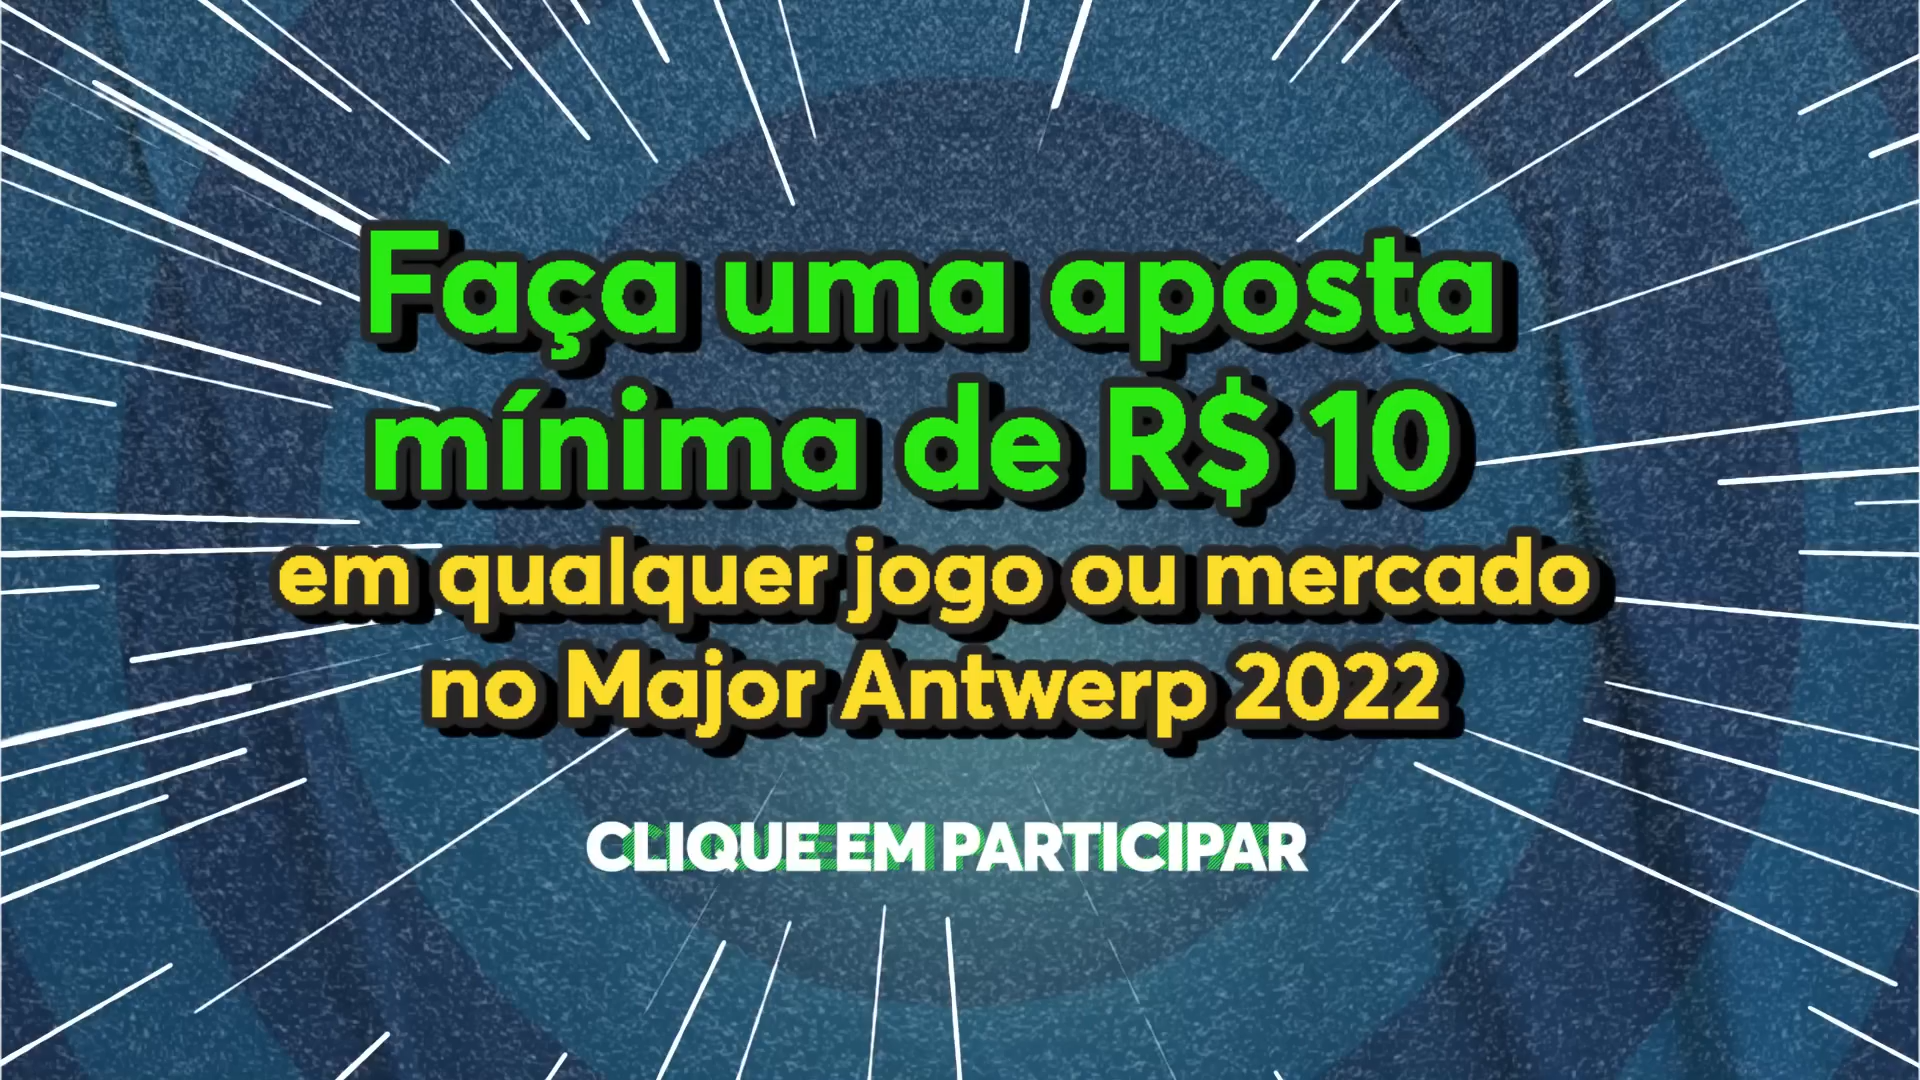 Faça uma aposta
mínima de R$ 10
em qualquer jogo ou mercado
no Major Antwerp 2022
CLIQUE EM PARTICIPAR